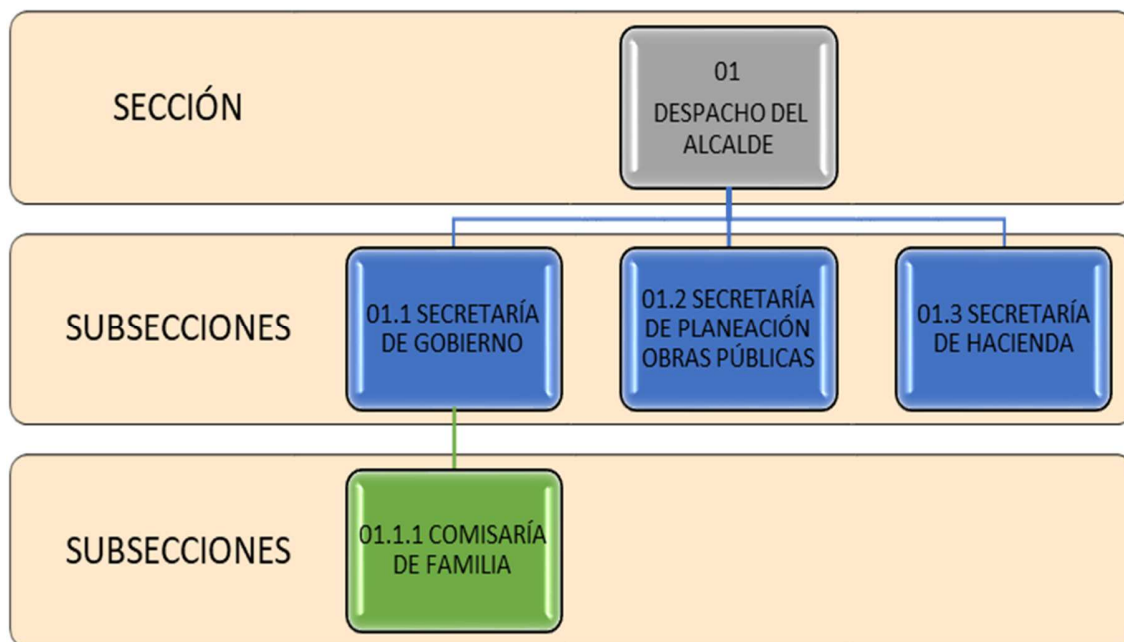 SECCIÓN
01
DESPACHO DEL
ALCALDE
SUBSECCIONES
01.1 SECRETARÍA
DE GOBIERNO
01.2 SECRETARÍA
DE PLANEACIÓN
OBRAS PÚBLICAS
01.3 SECRETARÍA
DE HACIENDA
SUBSECCIONES
01.1.1 COMISARÍA
DE FAMILIA